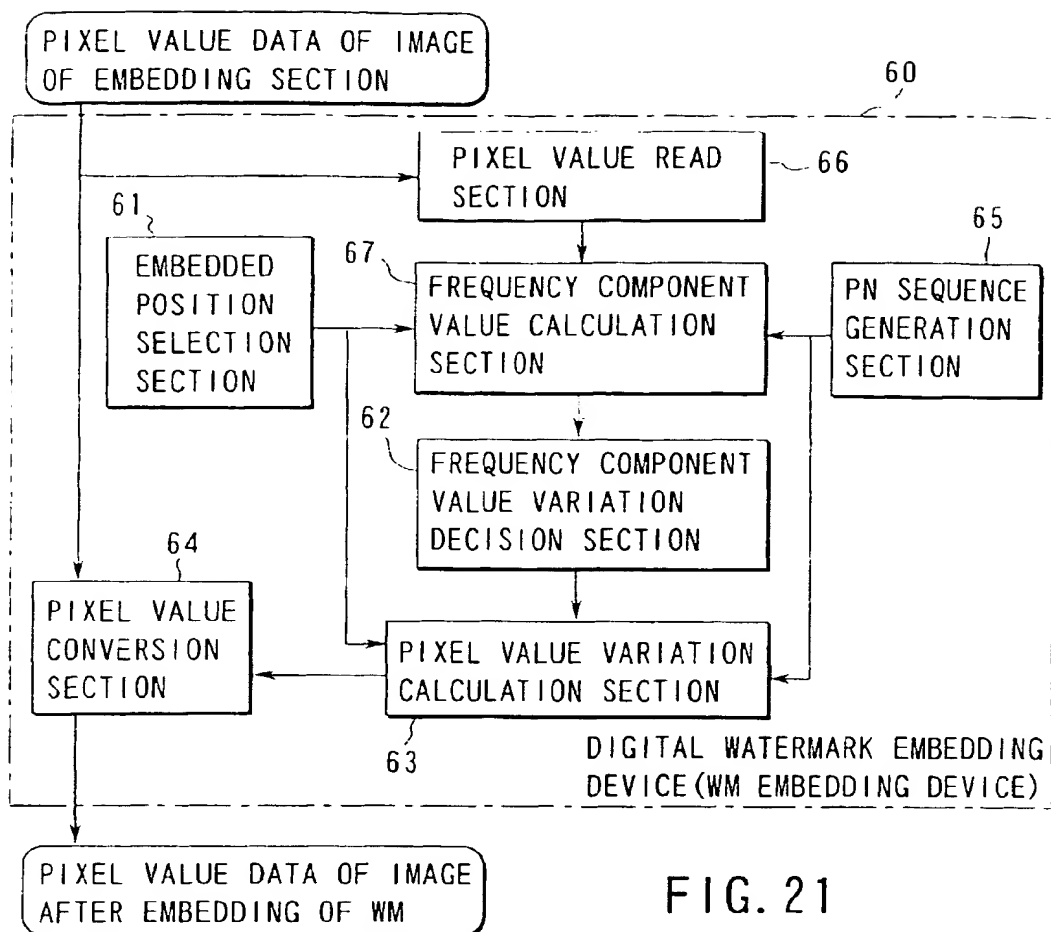 PIXEL VALUE DATA OF IMAGE
OF EMBEDDING SECTION
60
PIXEL VALUE READ
SECTION
66
61
EMBEDDED
POSITION
SELECTION
SECTION
67
FREQUENCY COMPONENT
VALUE CALCULATION
SECTION
65
PN SEQUENCE
GENERATION
SECTION
62
FREQUENCY COMPONENT
VALUE VARIATION
DECISION SECTION
64
PIXEL VALUE
CONVERSION
SECTION
PIXEL VALUE VARIATION
CALCULATION SECTION
63
DIGITAL WATERMARK EMBEDDING
DEVICE(WM EMBEDDING DEVICE)
PIXEL VALUE DATA OF IMAGE
AFTER EMBEDDING OF WM
FIG. 21